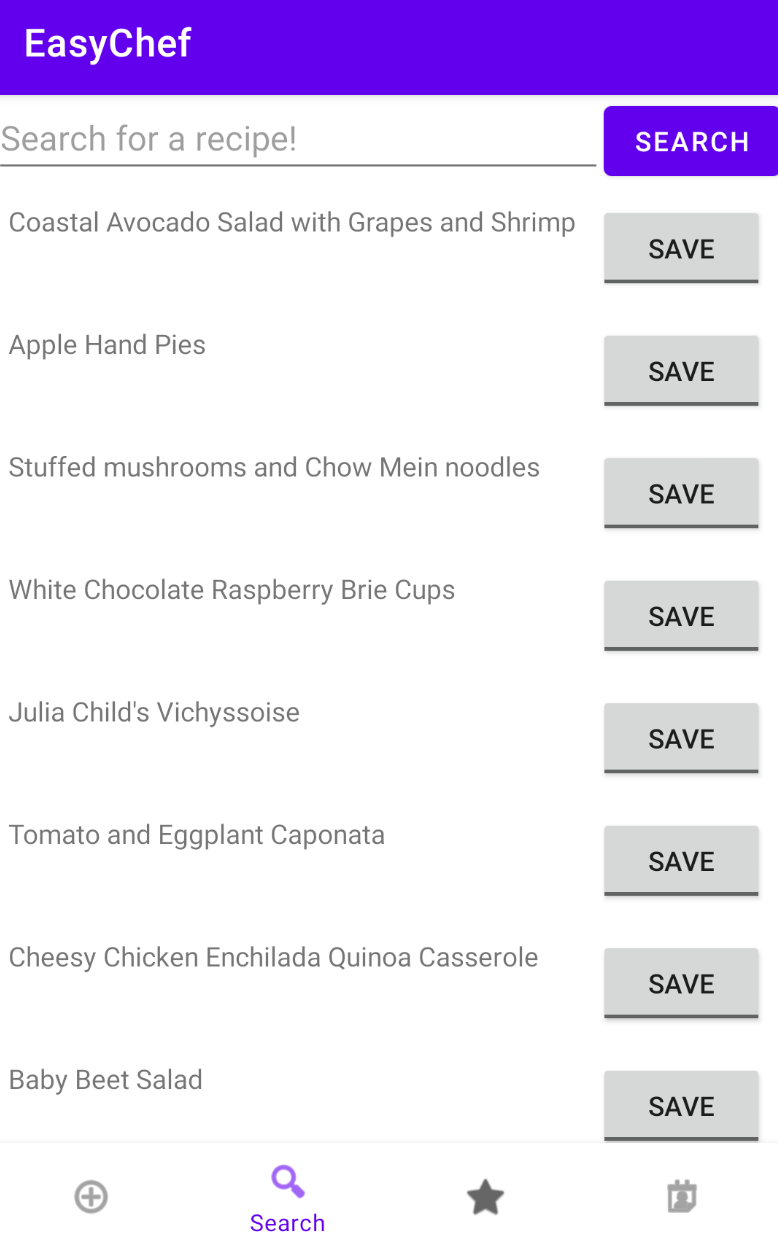 EasyChef
Search for a recipe!
SEARCH
Coastal Avocado Salad with Grapes and Shrimp
SAVE
Apple Hand Pies
SAVE
Stuffed mushrooms and Chow Mein noodles
SAVE
White Chocolate Raspberry Brie Cups
SAVE
Julia Child's Vichyssoise
SAVE
Tomato and Eggplant Caponata
SAVE
Cheesy Chicken Enchilada Quinoa Casserole
SAVE
Baby Beet Salad
SAVE
Search